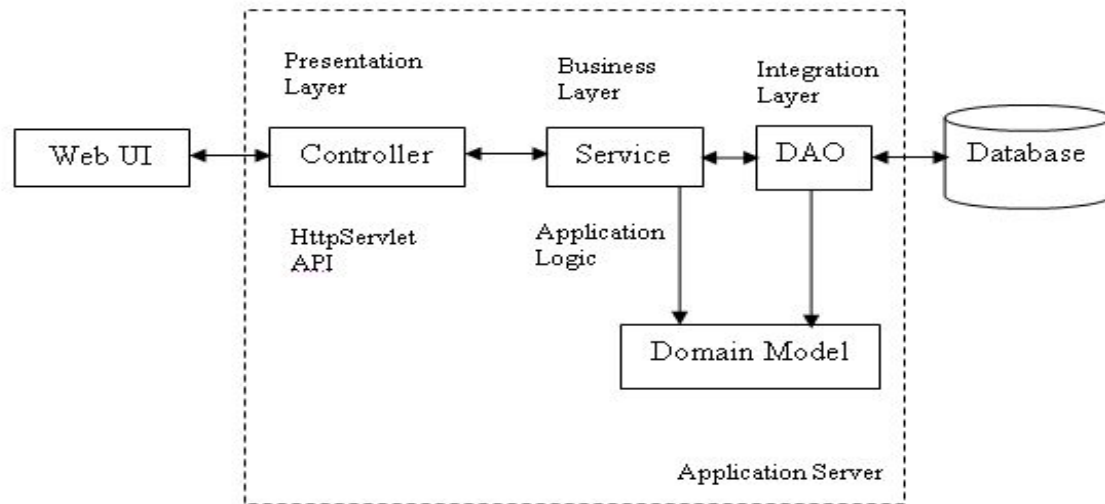 Presentation
Layer
Business
Layer
Integration
Layer
Web UI
Controller
Service
DAO
Database
HttpServlet
API
Application
Logic
Domain Model
Application Server